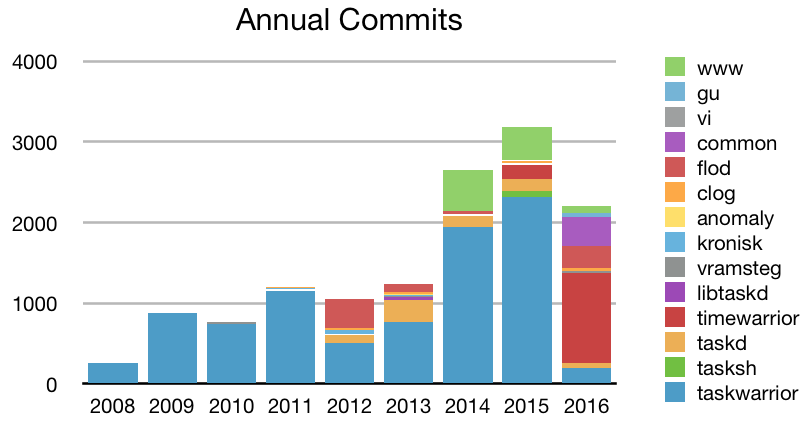 Annual Commits
4000
3000
2000
1000
0
2008 2009 2010 2011 2012 2013 2014 2015 2016
www
gu
vi
common
flod
clog
anomaly
kronisk
vramsteg
libtaskd
timewarrior
taskd
tasksh
taskwarrior